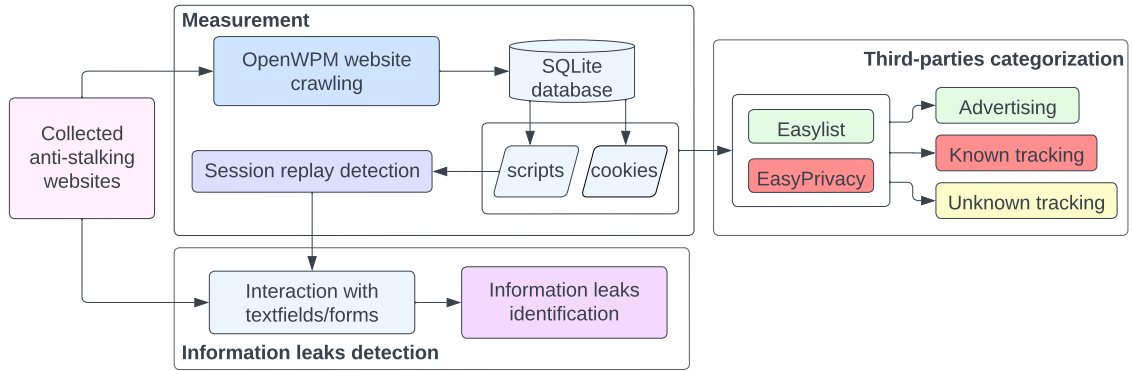 Measurement
OpenWPM website
crawling
SQLite
database
Third-parties categorization
Collected
anti-stalking
websites
Session replay detection
scripts
cookies
Easylist
EasyPrivacy
Advertising
Known tracking
Unknown tracking
Interaction with
textfields/forms
Information leaks
identification
Information leaks detection